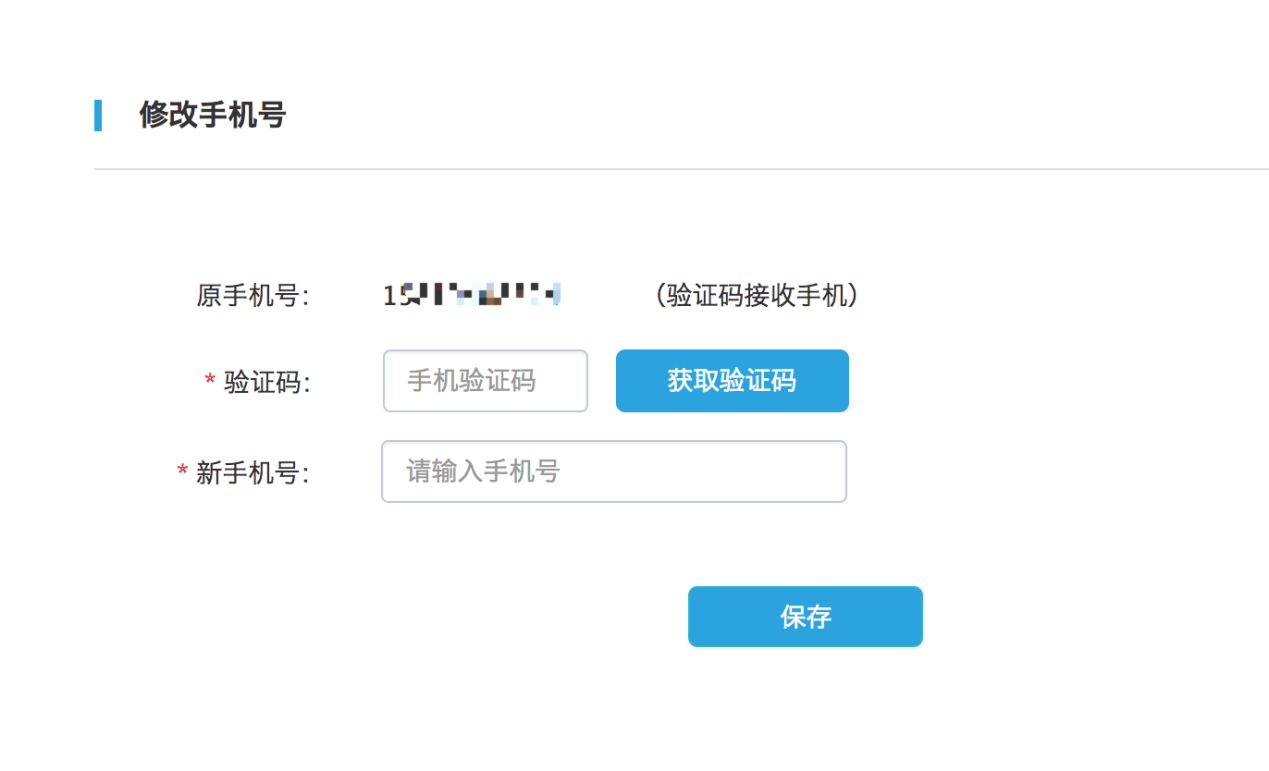 修改手机号
原手机号： 15 （验证码接收手机）
* 验证码： 手机验证码 获取验证码
* 新手机号： 请输入手机号
保存